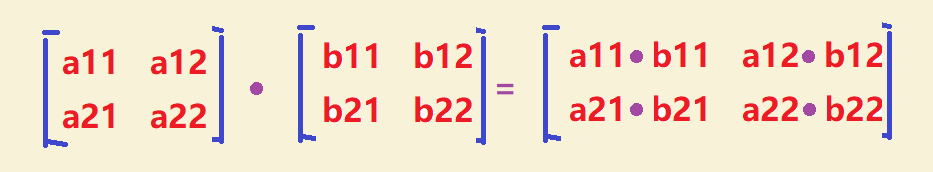 [ a11 a12 ] • [ b11 b12 ] = [ a11•b11 a12•b12 ]
[ a21 a22 ] [ b21 b22 ] [ a21•b21 a22•b22 ]